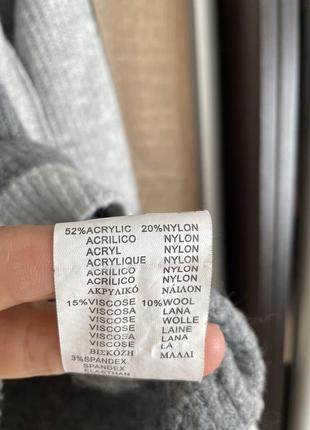 52%ACRYLIC 20%NYLON
ACRILICO NYLON
ACRYL NYLON
ACRYLIQUE NYLON
ACRILICO NYLON
ACRÍLICO NYLON
ΑΚΡΥΛΙΚΟ ΝΑΙΛΟΝ
15%VISCOSE 10%WOOL
VISCOSA LANA
VISCOSE WOLLE
VISCOSE LAINE
VISCOSA LANA
VISCOSE LA
ΒΙΣΚΟΖΗ ΜΑΛΛΙ
3%SPANDEX
SPANDEX
ELASTHAN